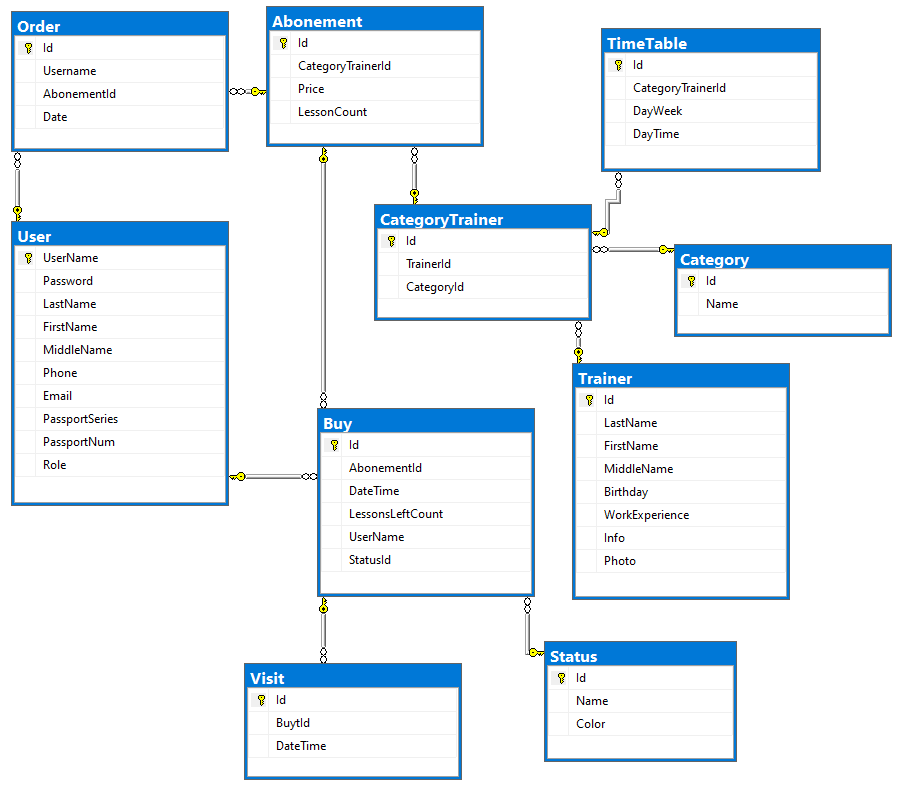 Order
Id
Username
AbonementId
Date
Abonement
Id
CategoryTrainerId
Price
LessonCount
TimeTable
Id
CategoryTrainerId
DayWeek
DayTime
User
UserName
Password
LastName
FirstName
MiddleName
Phone
Email
PassportSeries
PassportNum
Role
CategoryTrainer
Id
TrainerId
CategoryId
Category
Id
Name
Trainer
Id
LastName
FirstName
MiddleName
Birthday
WorkExperience
Info
Photo
Buy
Id
AbonementId
DateTime
LessonsLeftCount
UserName
StatusId
Visit
Id
BuytId
DateTime
Status
Id
Name
Color